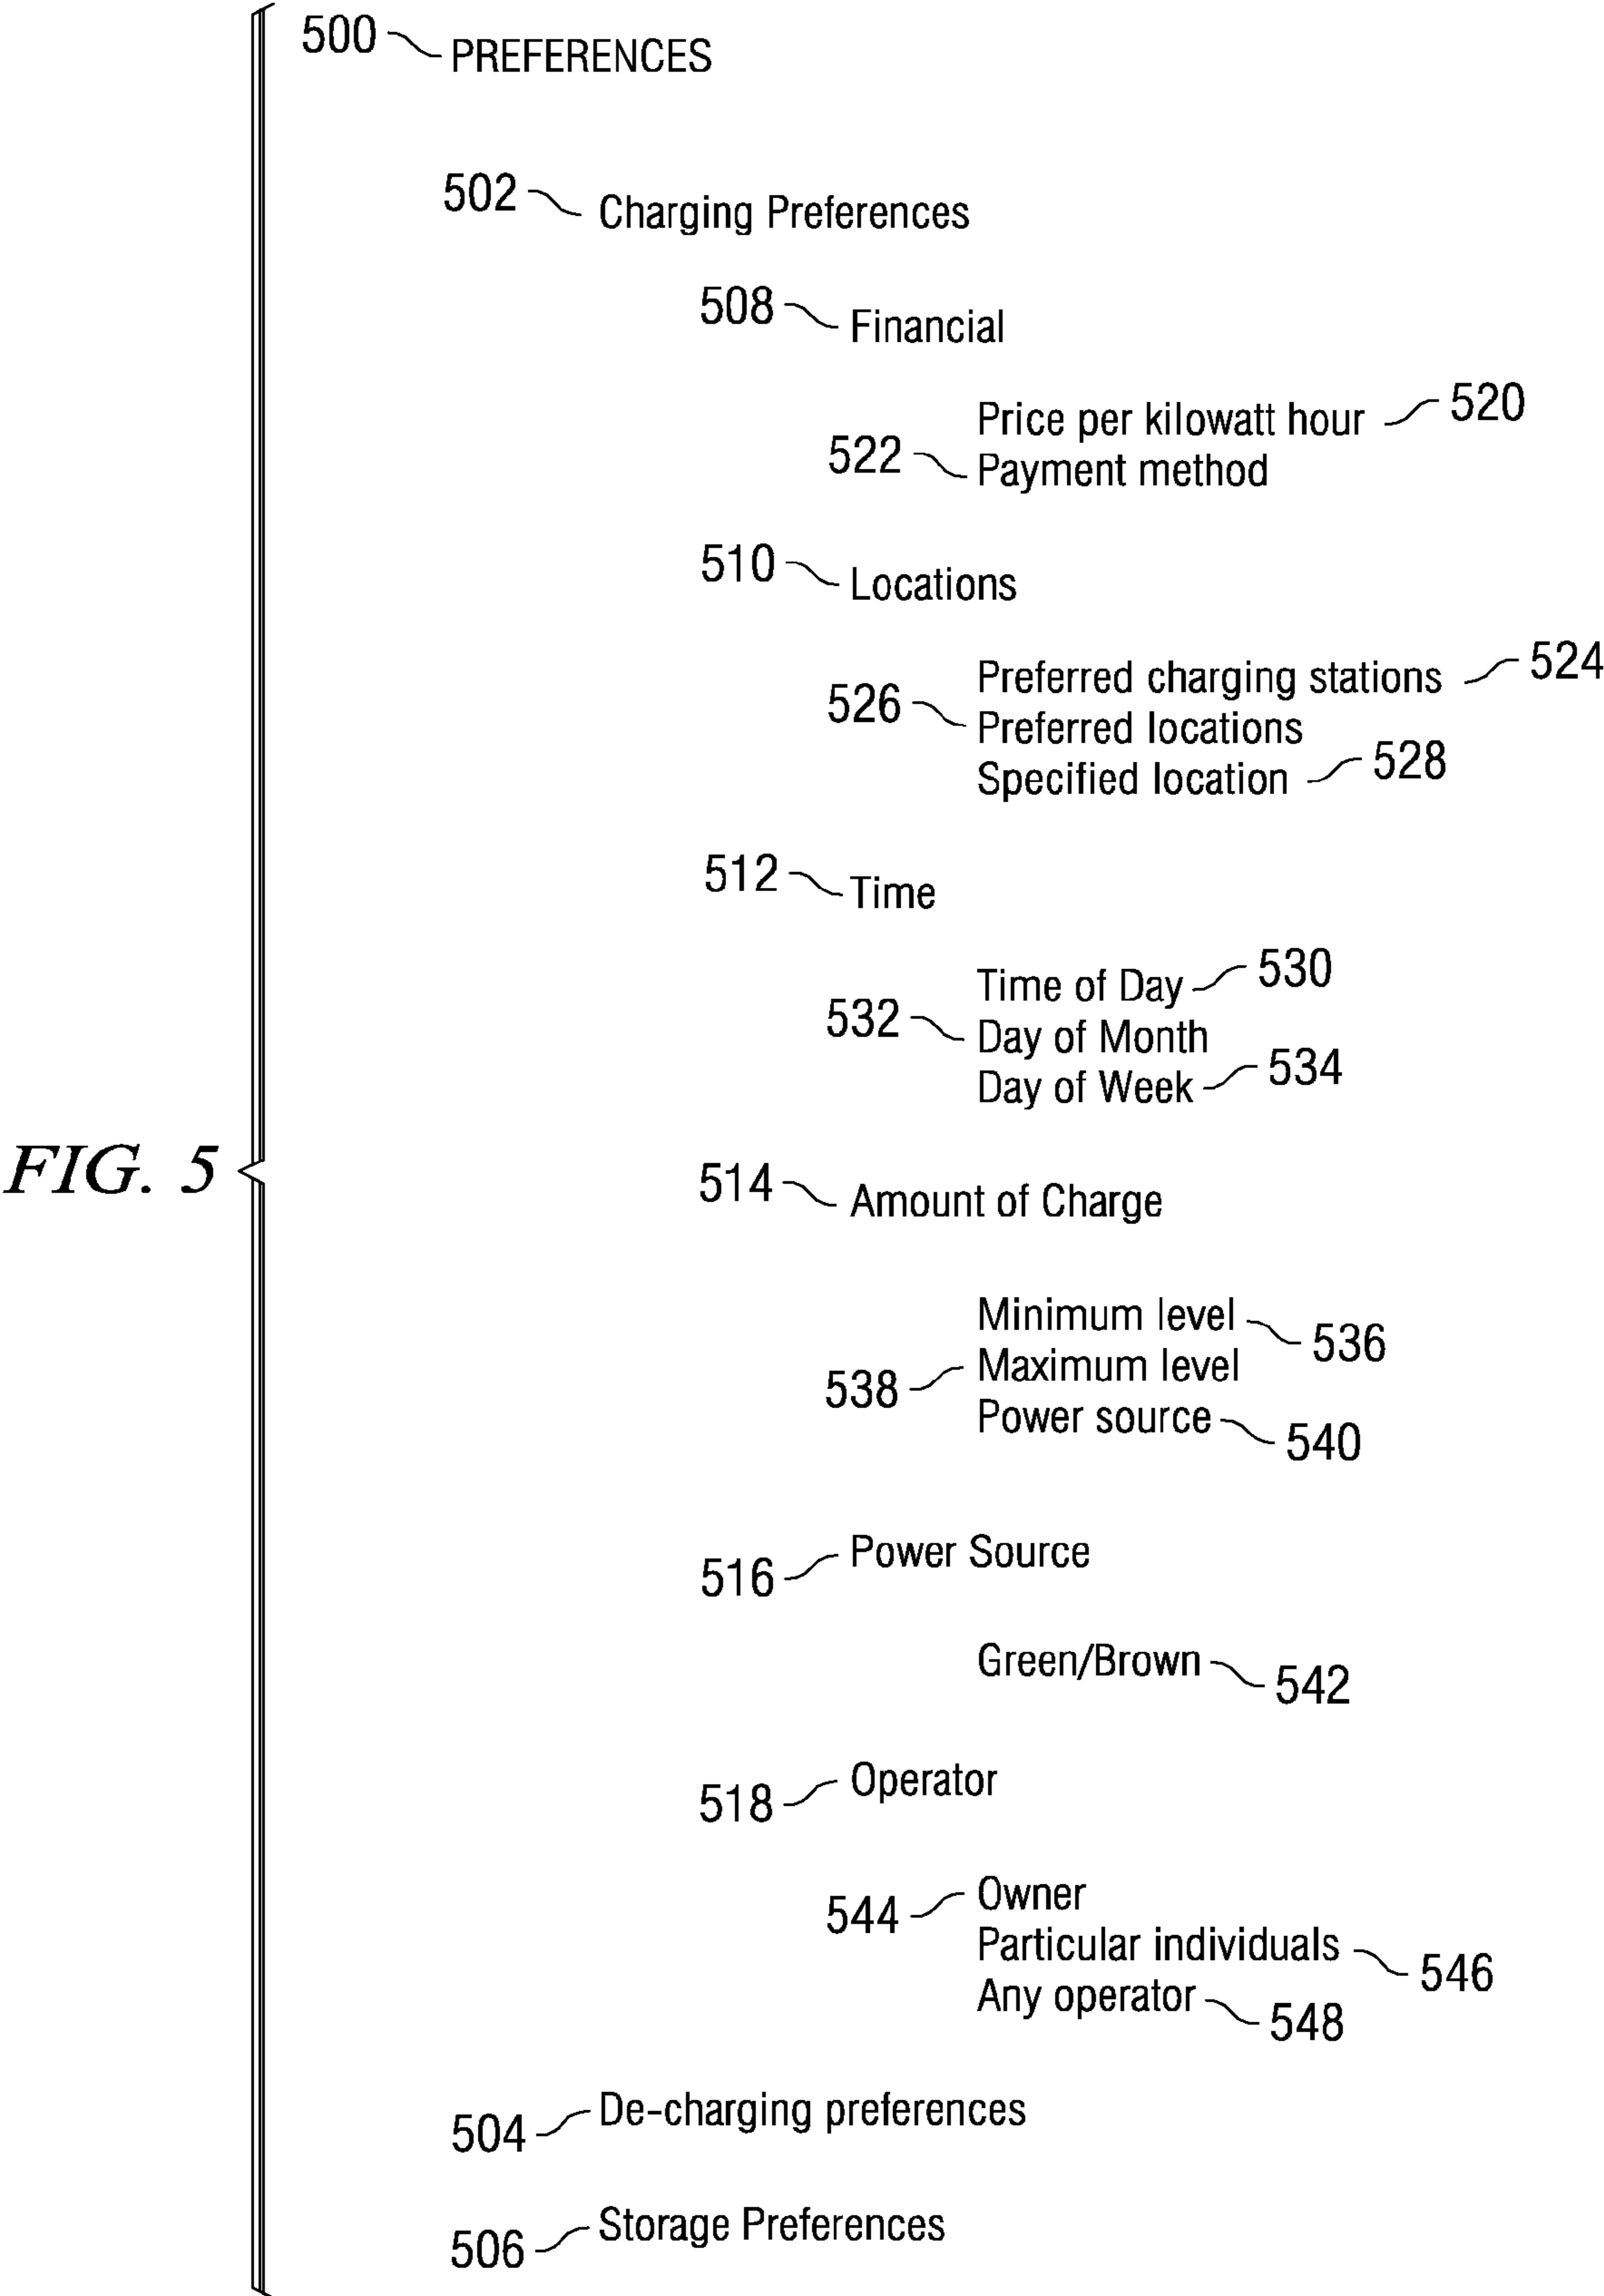 500 PREFERENCES
502 Charging Preferences
508 Financial
Price per kilowatt hour 520
522 Payment method
510 Locations
Preferred charging stations 524
526 Preferred locations
Specified location 528
512 Time
Time of Day 530
532 Day of Month
Day of Week 534
FIG. 5
514 Amount of Charge
Minimum level 536
538 Maximum level
Power source 540
516 Power Source
Green/Brown 542
518 Operator
544 Owner
Particular individuals 546
Any operator 548
504 De-charging preferences
506 Storage Preferences